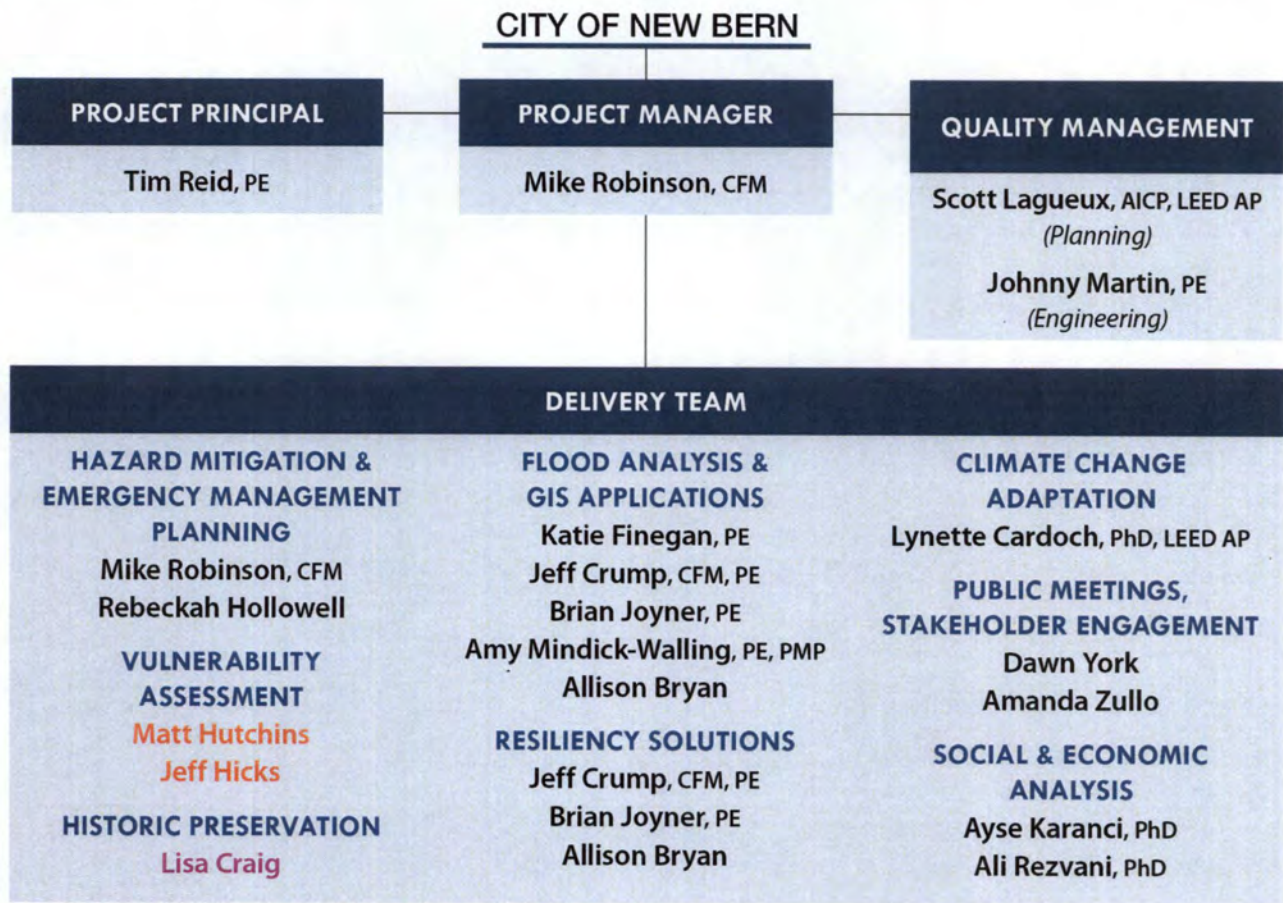 CITY OF NEW BERN
PROJECT PRINCIPAL
Tim Reid, PE
PROJECT MANAGER
Mike Robinson, CFM
QUALITY MANAGEMENT
Scott Lagueux, AICP, LEED AP
(Planning)
Johnny Martin, PE
(Engineering)
DELIVERY TEAM
HAZARD MITIGATION &
EMERGENCY MANAGEMENT
PLANNING
Mike Robinson, CFM
Rebeckah Hollowell
VULNERABILITY
ASSESSMENT
Matt Hutchins
Jeff Hicks
HISTORIC PRESERVATION
Lisa Craig
FLOOD ANALYSIS &
GIS APPLICATIONS
Katie Finegan, PE
Jeff Crump, CFM, PE
Brian Joyner, PE
Amy Mindick-Walling, PE, PMP
Allison Bryan
RESILIENCY SOLUTIONS
Jeff Crump, CFM, PE
Brian Joyner, PE
Allison Bryan
CLIMATE CHANGE
ADAPTATION
Lynette Cardoch, PhD, LEED AP
PUBLIC MEETINGS,
STAKEHOLDER ENGAGEMENT
Dawn York
Amanda Zullo
SOCIAL & ECONOMIC
ANALYSIS
Ayse Karanci, PhD
Ali Rezvani, PhD